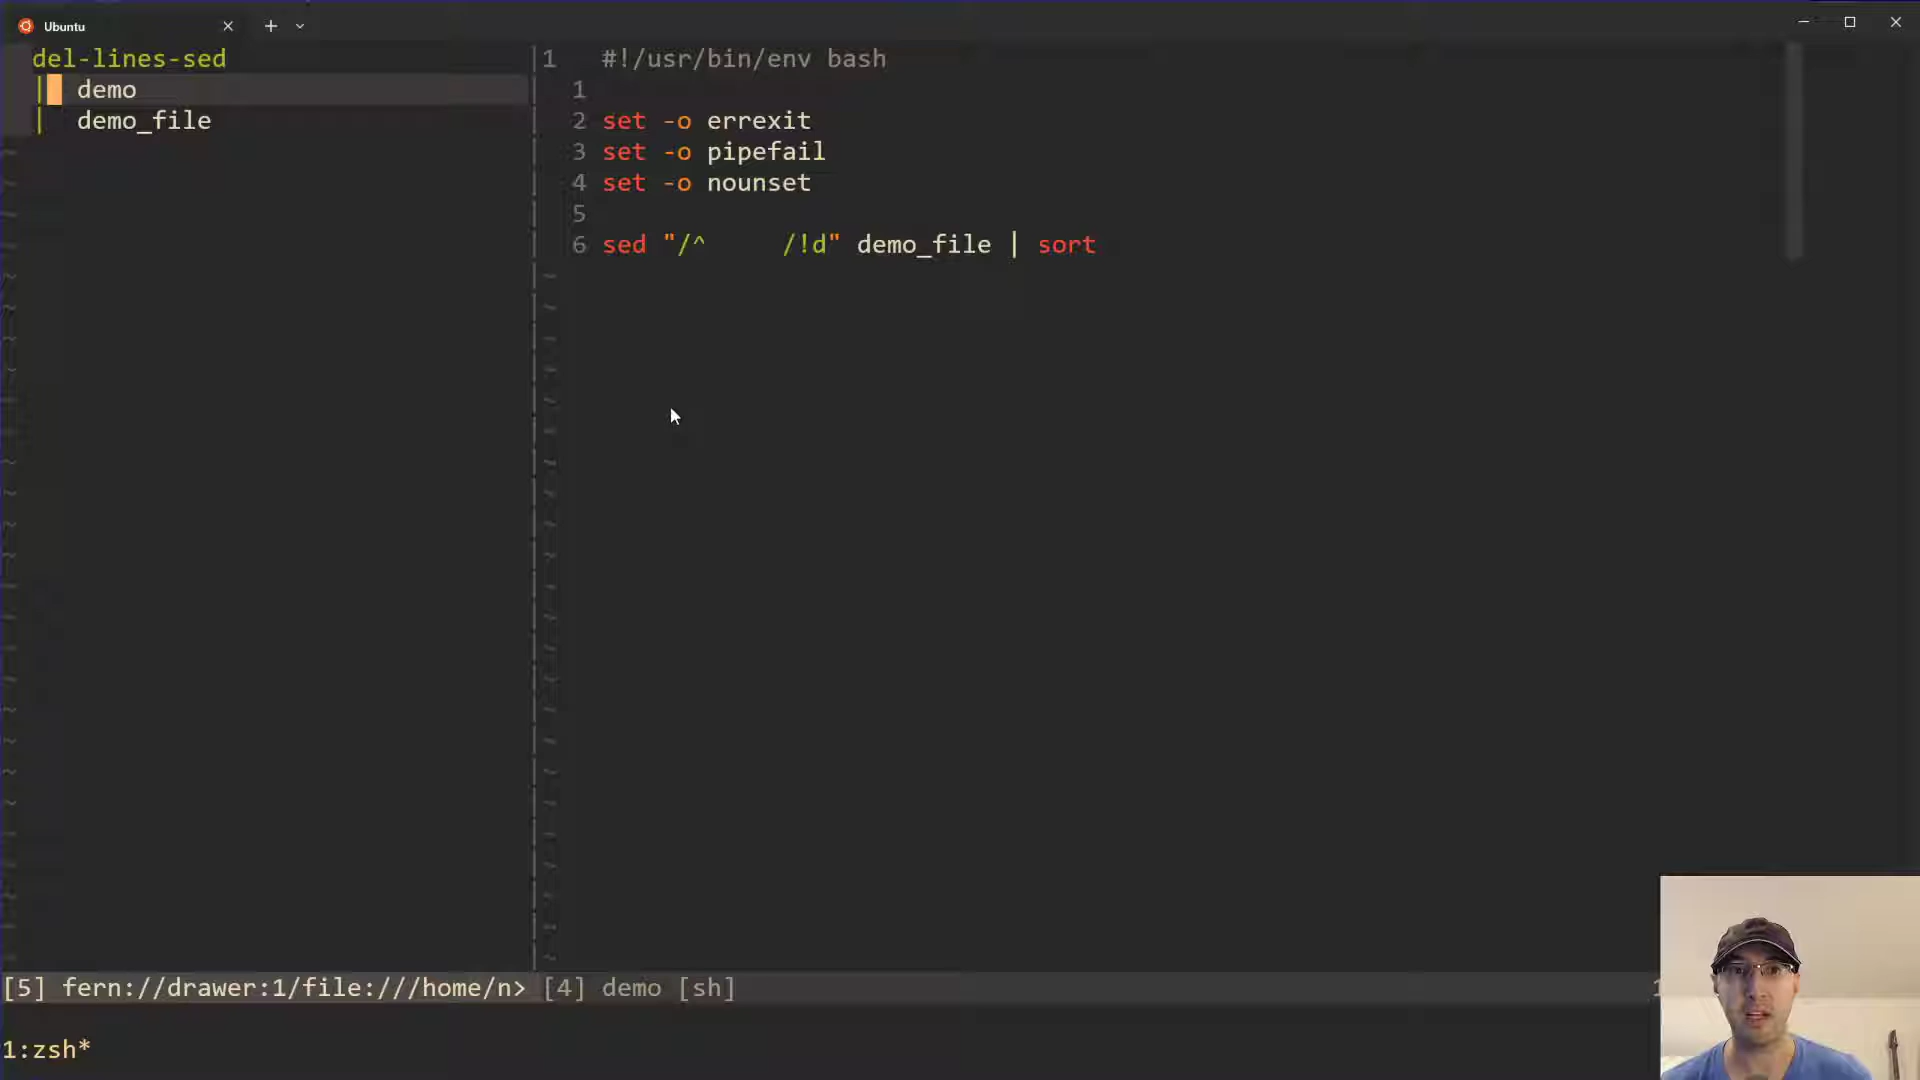 Ubuntu
del-lines-sed
demo
demo_file
1 #!/usr/bin/env bash
1
2 set -o errexit
3 set -o pipefail
4 set -o nounset
5
6 sed "/^     /!d" demo_file | sort
[5] fern://drawer:1/file:///home/n> [4] demo [sh]
1:zsh*